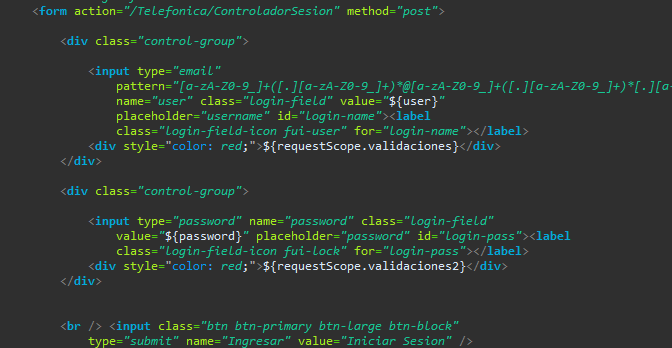 <form action="/Telefonica/ControladorSesion" method="post">
<div class="control-group">
<input type="email"
pattern="[a-zA-Z0-9_]+([.][a-zA-Z0-9_]+)*@[a-zA-Z0-9_]+([.][a-zA-Z0-9_]+)*[.][a-
name="user" class="login-field" value="${user}"
placeholder="username" id="login-name"><label
class="login-field-icon fui-user" for="login-name"></label>
<div style="color: red;">${requestScope.validaciones}</div>
</div>
<div class="control-group">
<input type="password" name="password" class="login-field"
value="${password}" placeholder="password" id="login-pass"><label
class="login-field-icon fui-lock" for="login-pass"></label>
<div style="color: red;">${requestScope.validaciones2}</div>
</div>
<br /> <input class="btn btn-primary btn-large btn-block"
type="submit" name="Ingresar" value="Iniciar Sesion" />